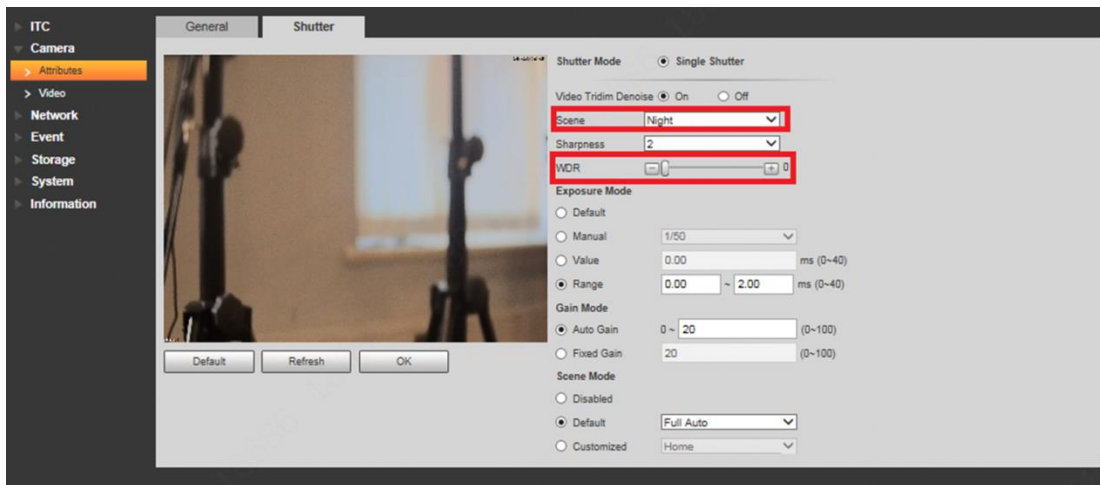 ITC
Camera
Attributes
Video
Network
Event
Storage
System
Information
General Shutter
Default Refresh OK
Shutter Mode Single Shutter
Video Tridim Denoise On Off
Scene Night
Sharpness 2
WDR 0
Exposure Mode
Default
Manual 1/50
Value 0.00 ms (0~40)
Range 0.00 ~ 2.00 ms (0~40)
Gain Mode
Auto Gain 0 ~ 20 (0~100)
Fixed Gain 20 (0~100)
Scene Mode
Disabled
Default Full Auto
Customized Home